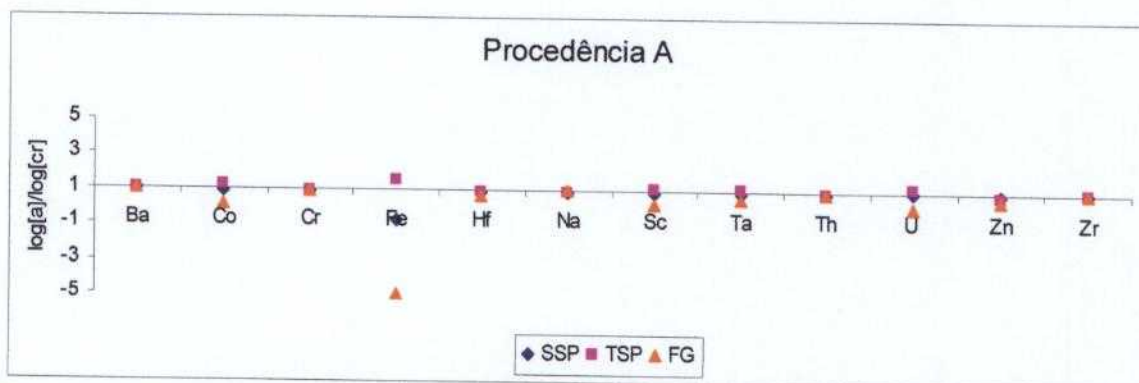 Procedência A
log[a]/log[cr]
5
3
1
-1
-3
-5
Ba Co Cr Fe Hf Na Sc Ta Th U Zn Zr
SSP TSP FG